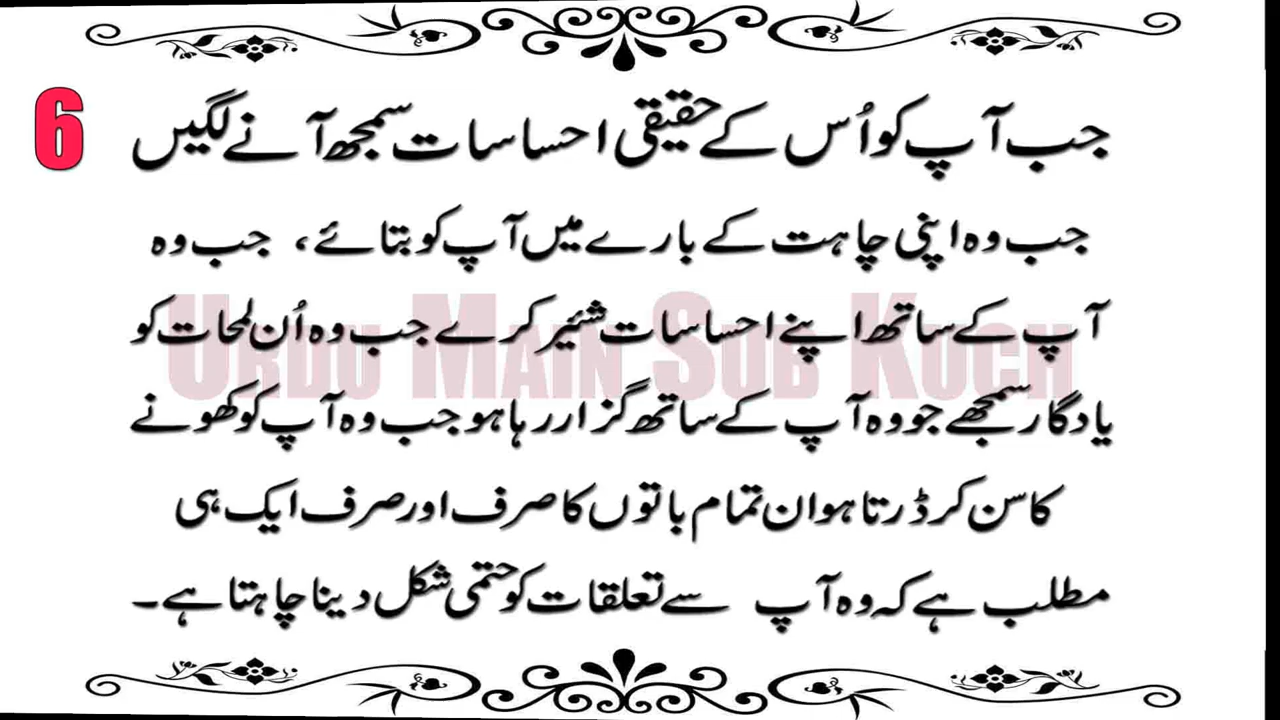 6
جب آپ کو اُس کے حقیقی احساسات سمجھ آنے لگیں
جب وہ اپنی چاہت کے بارے میں آپ کو بتائے، جب وہ
آپ کے ساتھ اپنے احساسات شئیر کرے جب وہ اُن لمحات کو
یادگار سمجھے جو وہ آپ کے ساتھ گزار رہا ہو جب وہ آپ کو کھونے
کا سن کر ڈرتا ہو ان تمام باتوں کا صرف اور صرف ایک ہی
مطلب ہے کہ وہ آپ سے تعلقات کو حتمی شکل دینا چاہتا ہے۔
URDU MAIN SUB KUCH